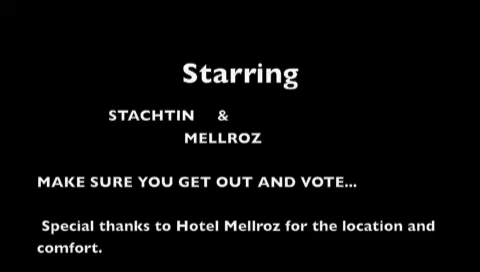 Starring
STACHTIN &
MELLROZ
MAKE SURE YOU GET OUT AND VOTE...
Special thanks to Hotel Mellroz for the location and
comfort.